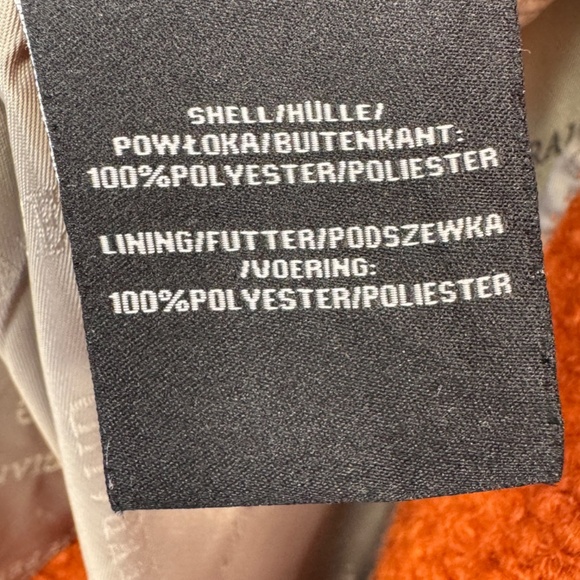 SHELL/HÜLLE/
POWŁOKA/BUITENKANT:
100%POLYESTER/POLIESTER
LINING/FUTTER/PODSZEWKA
/VOERING:
100%POLYESTER/POLIESTER